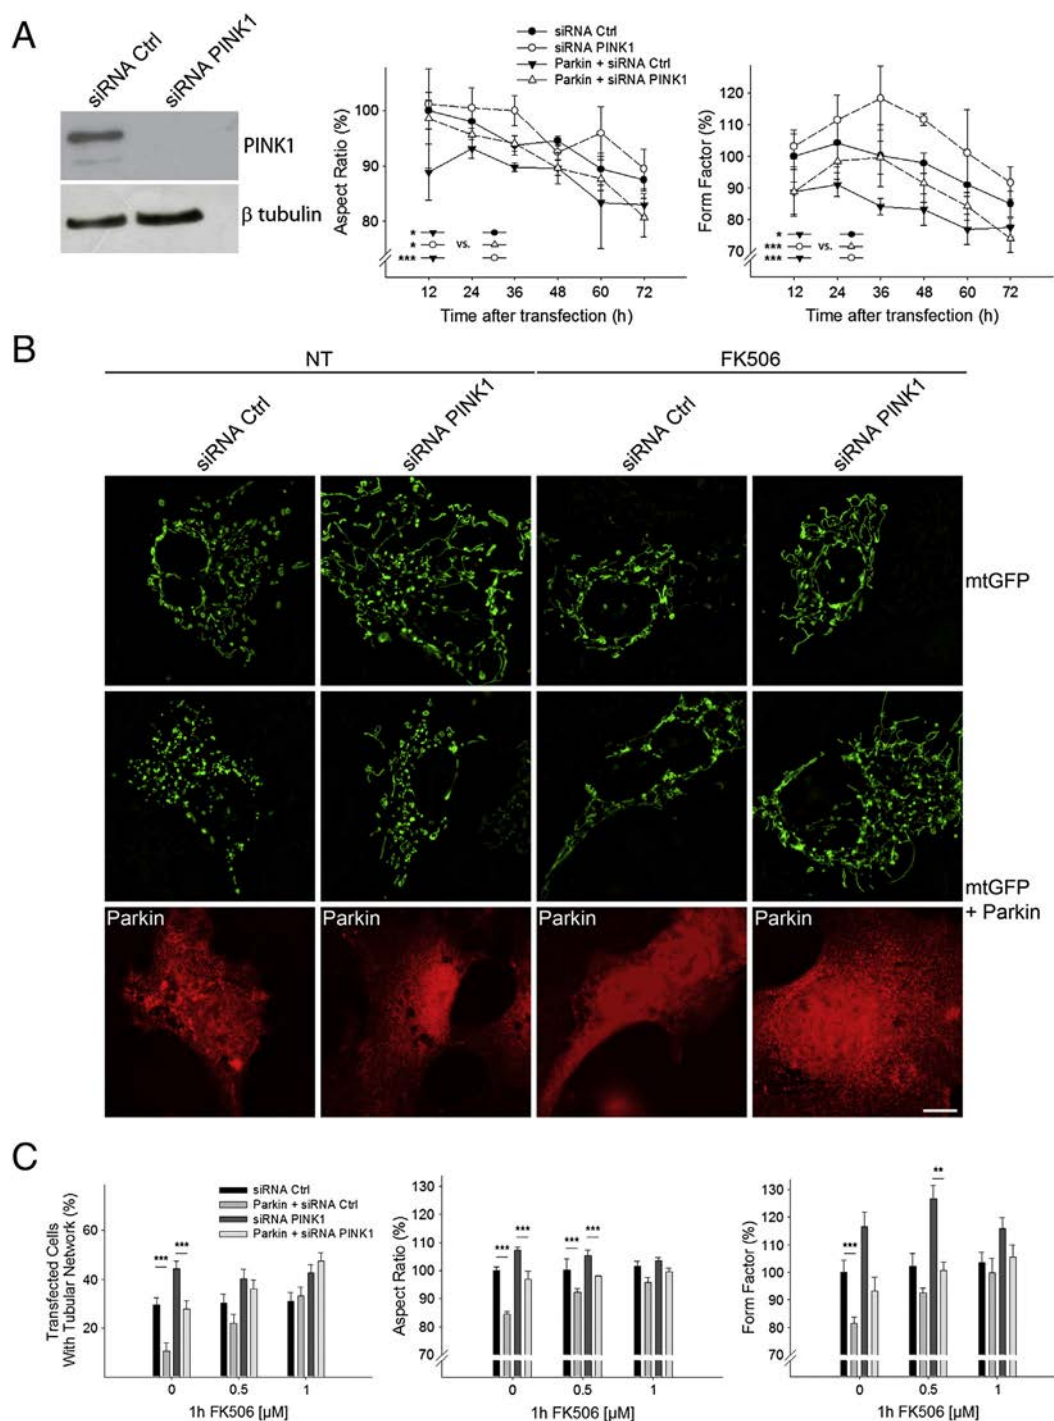 A
siRNA Ctrl
siRNA PINK1
PINK1
β tubulin
siRNA Ctrl
siRNA PINK1
Parkin + siRNA Ctrl
Parkin + siRNA PINK1
Aspect Ratio (%)
100
90
80
* vs.
*
***
12 24 36 48 60 72
Time after transfection (h)
Form Factor (%)
120
110
100
90
80
70
*
*** vs.
***
12 24 36 48 60 72
Time after transfection (h)
B
NT FK506
siRNA Ctrl siRNA PINK1 siRNA Ctrl siRNA PINK1
mtGFP
mtGFP
+ Parkin
Parkin Parkin Parkin Parkin
C
siRNA Ctrl
Parkin + siRNA Ctrl
siRNA PINK1
Parkin + siRNA PINK1
Transfected Cells
With Tubular Network (%)
60
40
20
*** ***
0 0.5 1
1h FK506 [µM]
Aspect Ratio (%)
130
120
110
100
90
80
70
*** *** *** ***
0 0.5 1
1h FK506 [µM]
Form Factor (%)
130
120
110
100
90
80
70
*** **
0 0.5 1
1h FK506 [µM]